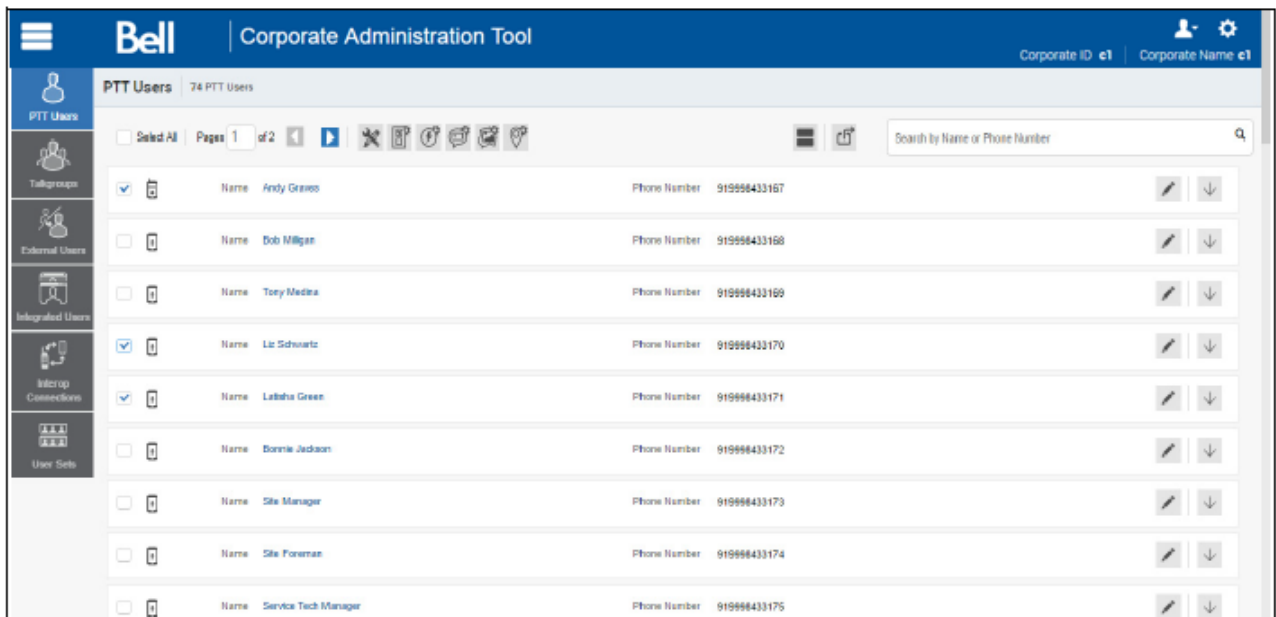 Bell Corporate Administration Tool
Corporate ID c1 Corporate Name c1
PTT Users 74 PTT Users
PTT Users
Select All Pages 1 of 2 Search by Name or Phone Number
Talkgroups
Name Andy Graves Phone Number 919998433167
External Users
Name Bob Milligan Phone Number 919998433168
Name Tony Medina Phone Number 919998433169
Integrated Users
Name Liz Schwartz Phone Number 919998433170
Interop
Connections
Name Latisha Green Phone Number 919998433171
Name Bonnie Jackson Phone Number 919998433172
User Sets
Name Site Manager Phone Number 919998433173
Name Site Foreman Phone Number 919998433174
Name Service Tech Manager Phone Number 919998433175